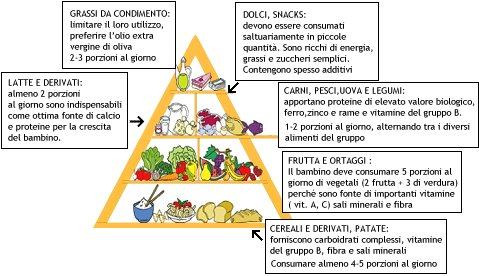 GRASSI DA CONDIMENTO:
limitare il loro utilizzo,
preferire l'olio extra
vergine di oliva
2-3 porzioni al giorno
DOLCI, SNACKS:
devono essere consumati
saltuariamente in piccole
quantità. Sono ricchi di energia,
grassi e zuccheri semplici.
Contengono spesso additivi
LATTE E DERIVATI:
almeno 2 porzioni
al giorno sono indispensabili
come ottima fonte di calcio
e proteine per la crescita
del bambino.
CARNI, PESCI,UOVA E LEGUMI:
apportano proteine di elevato valore biologico,
ferro,zinco e rame e vitamine del gruppo B.
1-2 porzioni al giorno, alternando tra i diversi
alimenti del gruppo
FRUTTA E ORTAGGI :
Il bambino deve consumare 5 porzioni al
giorno di vegetali (2 frutta + 3 di verdura)
perchè sono fonte di importanti vitamine
( vit. A, C) sali minerali e fibra
CEREALI E DERIVATI, PATATE:
forniscono carboidrati complessi, vitamine
del gruppo B, fibra e sali minerali
Consumare almeno 4-5 porzioni al giorno